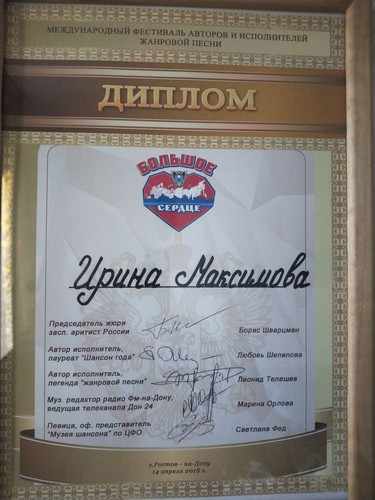 МЕЖДУНАРОДНЫЙ ФЕСТИВАЛЬ АВТОРОВ И ИСПОЛНИТЕЛЕЙ
ЖАНРОВОЙ ПЕСНИ
ДИПЛОМ
БОЛЬШОЕ
СЕРДЦЕ
Ирина Максимова
Председатель жюри
засл. аритист России
Борис Шварцман
Автор исполнитель,
лауреат "Шансон года"
Любовь Шепилова
Автор исполнитель,
легенда "жанровой песни"
Леонид Телешев
Муз. редактор радио Фм-на-Дону,
ведущая телеканала Дон 24
Марина Орлова
Певица, оф. представитель
"Музея шансона" по ЦФО.
Светлана Фед
г.Ростов - на-Дону
14 апреля 2018 г.